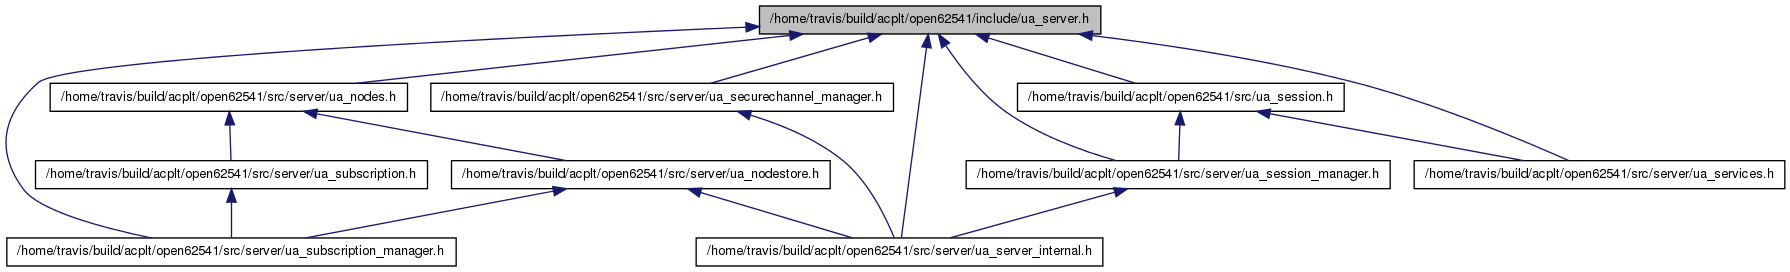 /home/travis/build/acplt/open62541/include/ua_server.h
/home/travis/build/acplt/open62541/src/server/ua_nodes.h
/home/travis/build/acplt/open62541/src/server/ua_securechannel_manager.h
/home/travis/build/acplt/open62541/src/ua_session.h
/home/travis/build/acplt/open62541/src/server/ua_subscription.h
/home/travis/build/acplt/open62541/src/server/ua_nodestore.h
/home/travis/build/acplt/open62541/src/server/ua_session_manager.h
/home/travis/build/acplt/open62541/src/server/ua_services.h
/home/travis/build/acplt/open62541/src/server/ua_subscription_manager.h
/home/travis/build/acplt/open62541/src/server/ua_server_internal.h